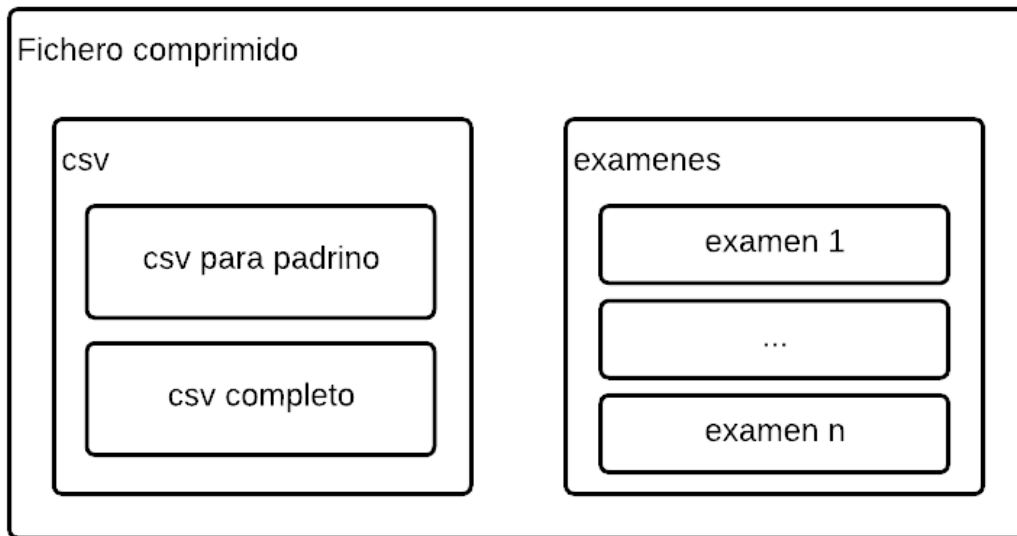 Fichero comprimido
csv
csv para padrino
csv completo
examenes
examen 1
...
examen n